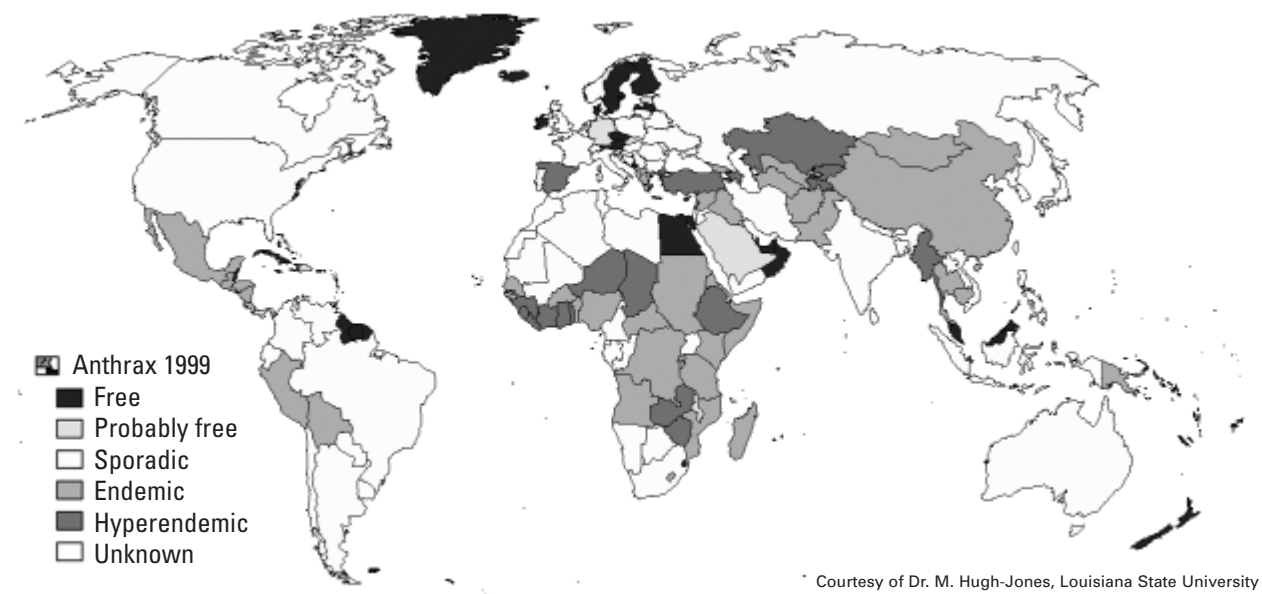 Anthrax 1999
Free
Probably free
Sporadic
Endemic
Hyperendemic
Unknown
Courtesy of Dr. M. Hugh-Jones, Louisiana State University